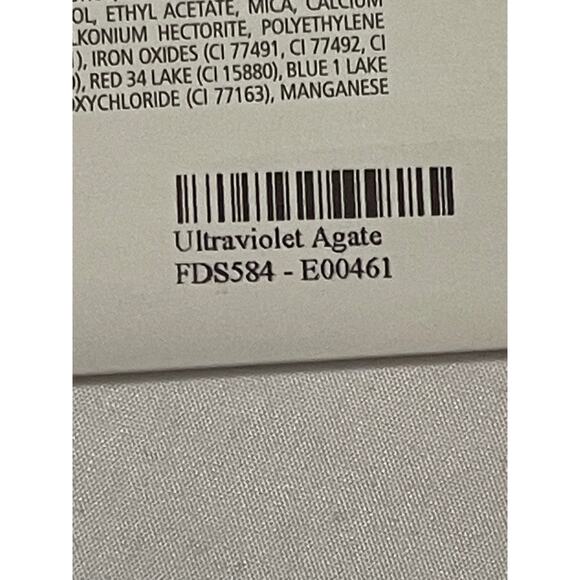 OL, ETHYL ACETATE, MICA, CALCIUM
LKONIUM HECTORITE, POLYETHYLENE
), IRON OXIDES (CI 77491, CI 77492, CI
), RED 34 LAKE (CI 15880), BLUE 1 LAKE
OXYCHLORIDE (CI 77163), MANGANESE
Ultraviolet Agate
FDS584 - E00461